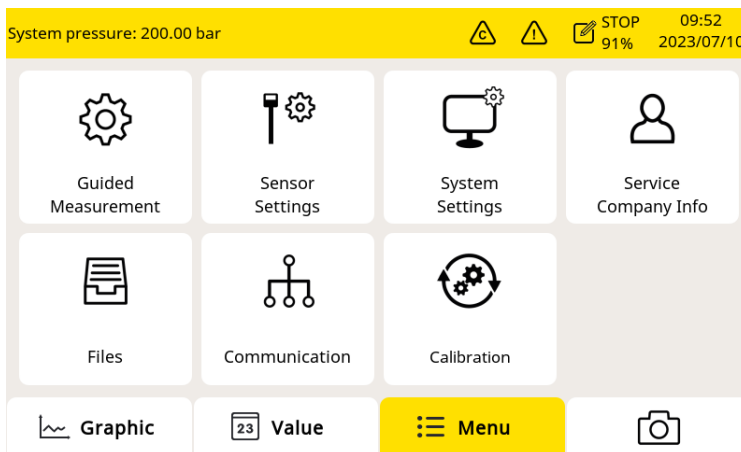 System pressure: 200.00 bar
C
!
STOP
91%
09:52
2023/07/10
Guided
Measurement
Sensor
Settings
System
Settings
Service
Company Info
Files
Communication
Calibration
Graphic
23
Value
Menu